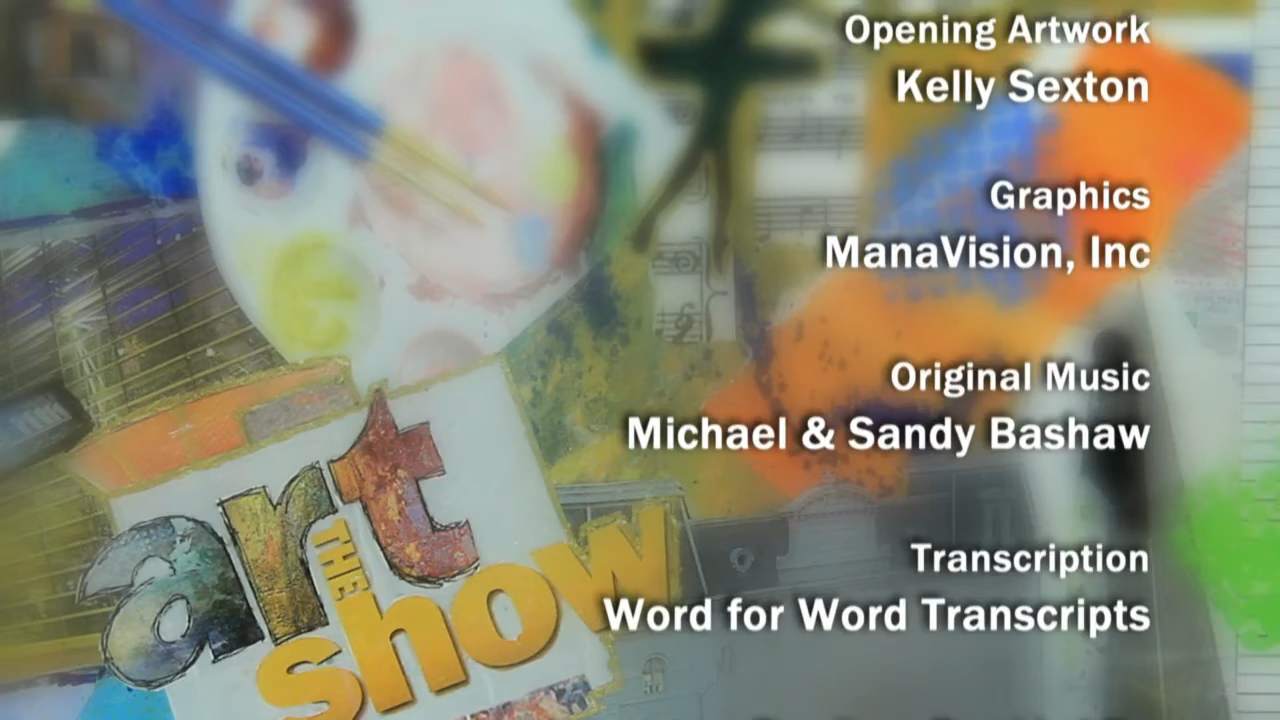 Opening Artwork
Kelly Sexton
Graphics
ManaVision, Inc
Original Music
Michael & Sandy Bashaw
Transcription
Word for Word Transcripts
art
THE
show